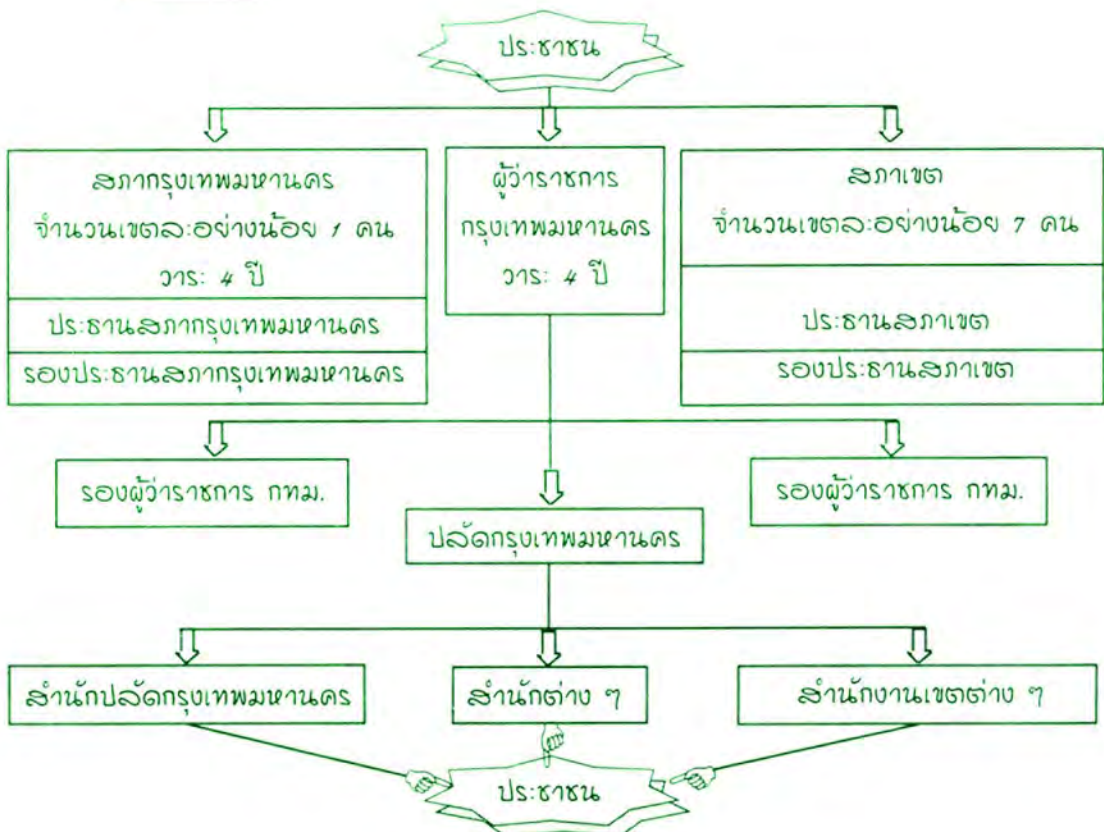 ประชาชน
สภากรุงเทพมหานคร
จำนวนเขตละอย่างน้อย 1 คน
วาระ 4 ปี
ประธานสภากรุงเทพมหานคร
รองประธานสภากรุงเทพมหานคร
ผู้ว่าราชการ
กรุงเทพมหานคร
วาระ 4 ปี
สภาเขต
จำนวนเขตละอย่างน้อย 7 คน
ประธานสภาเขต
รองประธานสภาเขต
รองผู้ว่าราชการ กทม.
รองผู้ว่าราชการ กทม.
ปลัดกรุงเทพมหานคร
สำนักปลัดกรุงเทพมหานคร
สำนักต่าง ๆ
สำนักงานเขตต่าง ๆ
ประชาชน